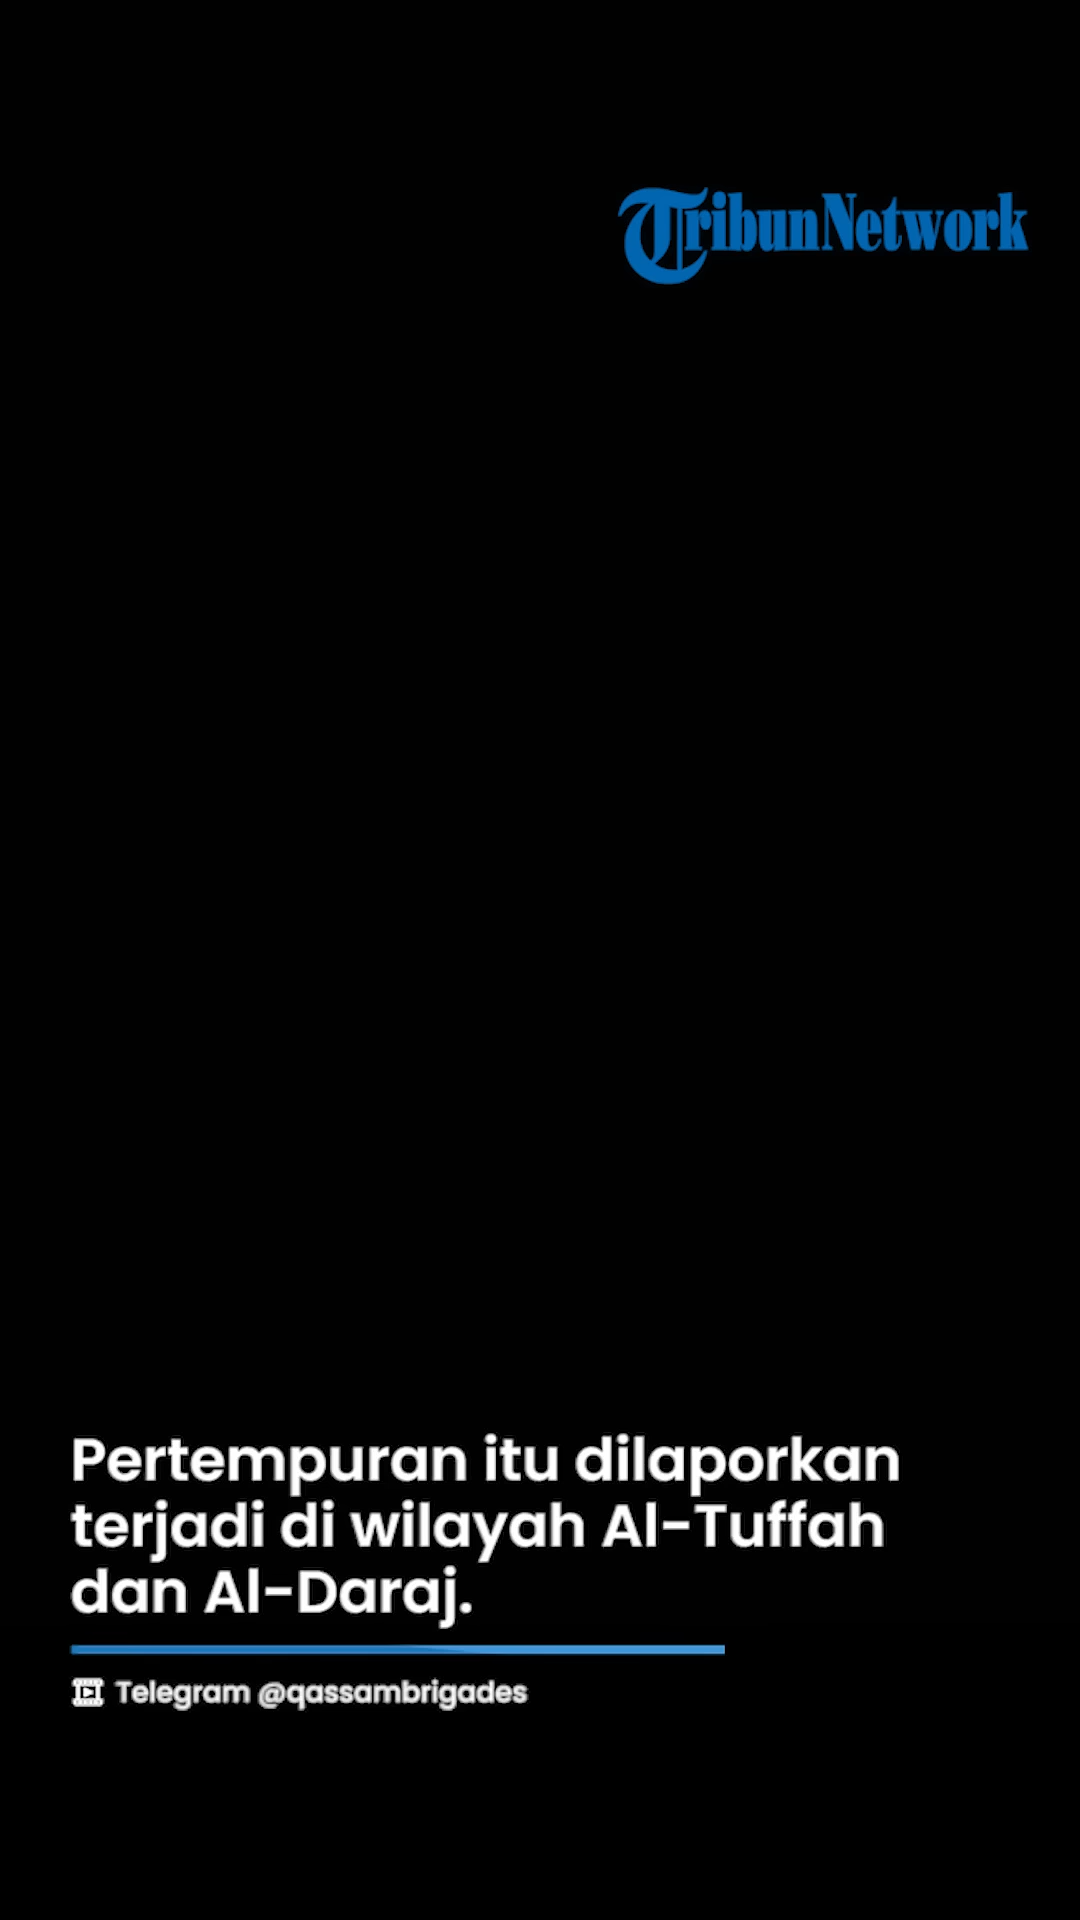 TribunNetwork
Pertempuran itu dilaporkan
terjadi di wilayah Al-Tuffah
dan Al-Daraj.
Telegram @qassambrigades